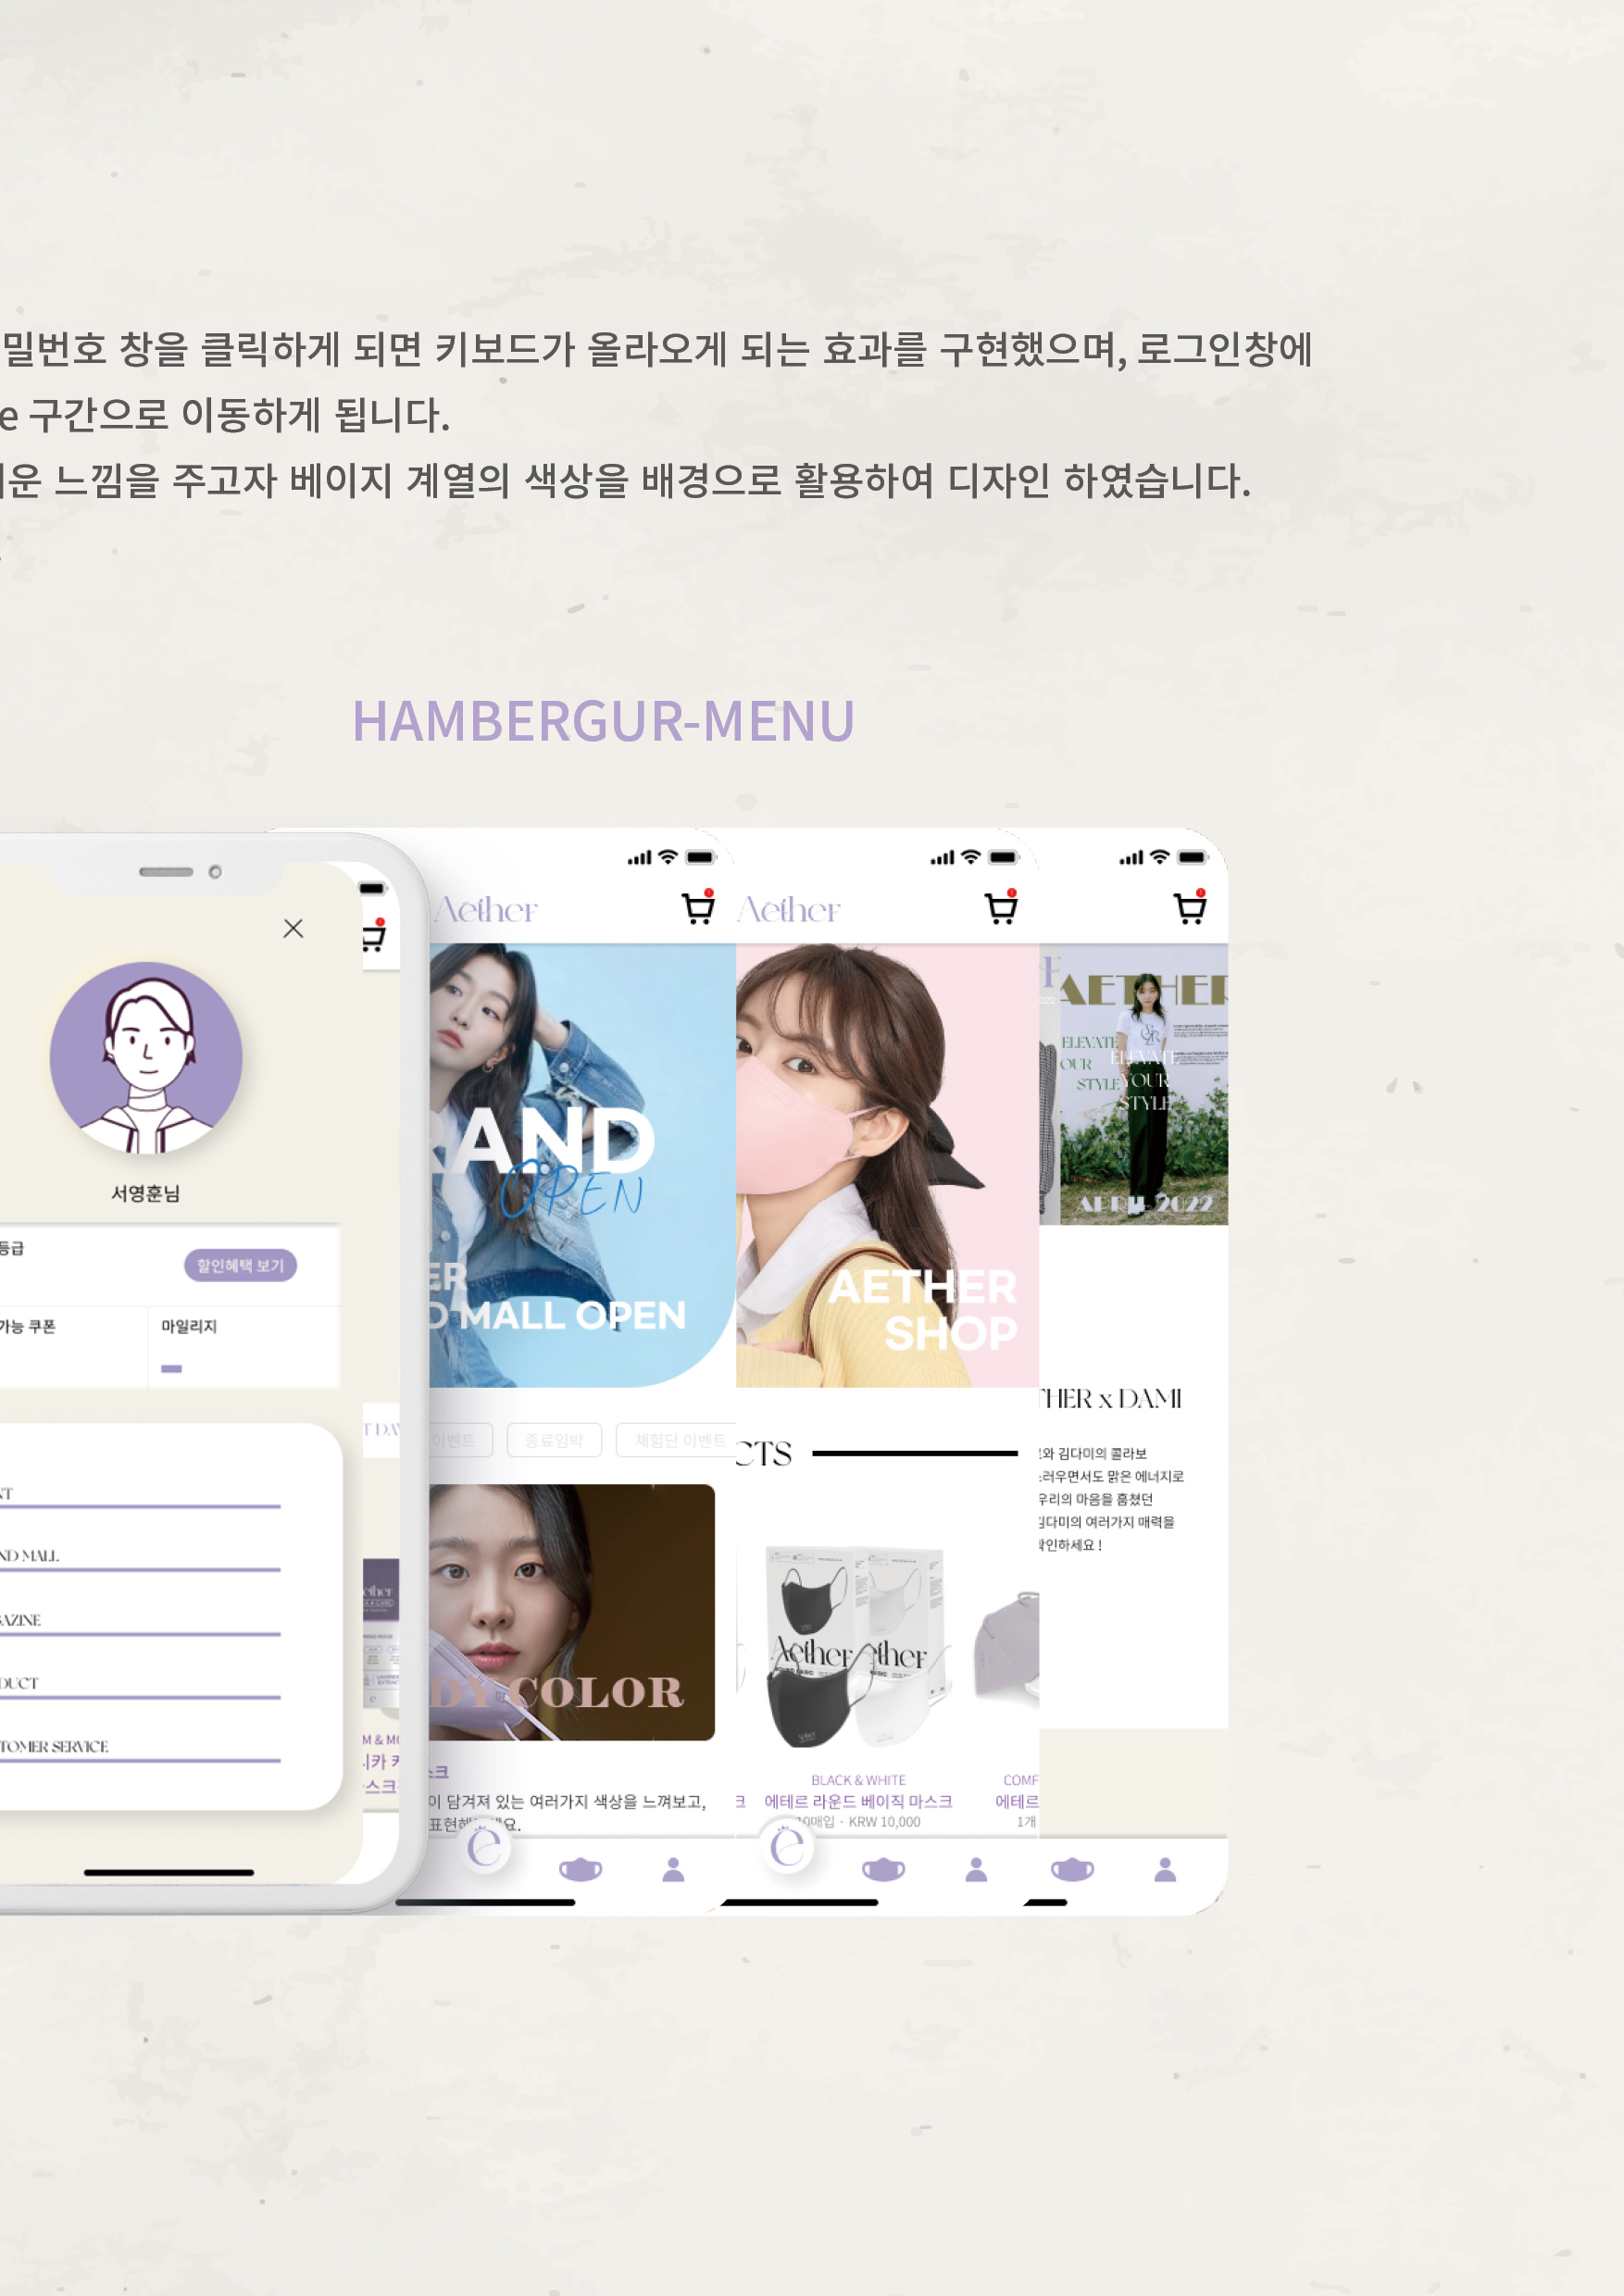 밀번호 창을 클릭하게 되면 키보드가 올라오게 되는 효과를 구현했으며, 로그인창에
e 구간으로 이동하게 됩니다.
운 느낌을 주고자 베이지 계열의 색상을 배경으로 활용하여 디자인 하였습니다.
HAMBERGUR-MENU
서영훈님
등급
할인혜택 보기
가능 쿠폰
마일리지
ND MALL
AZINE
DUCT
TOMER SERVICE
T DAY
Aether
AND
OPEN
ER
D MALL OPEN
이벤트
종료임박
체험단 이벤트
DY COLOR
스크
이 담겨져 있는 여러가지 색상을 느껴보고,
Aether
AETHER
SHOP
CTS
Aether
BLACK & WHITE
에테르 라운드 베이직 마스크
10매입 · KRW 10,000
COMF
에테르
1개
AETHER
ELEVATE
OUR
STYLE
ELEVATE
YOUR
STYLE
APRIL 2022
THER x DAMI
와 김다미의 콜라보
러우면서도 맑은 에너지로
우리의 마음을 훔쳤던
김다미의 여러가지 매력을
확인하세요 !